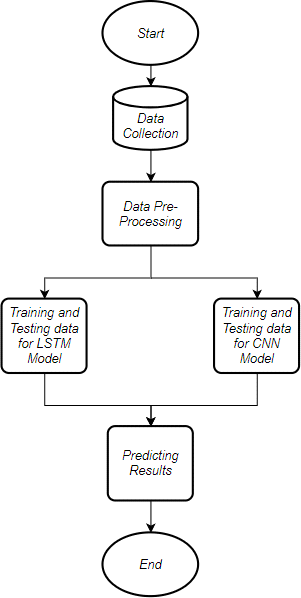 Start
Data
Collection
Data Pre-
Processing
Training and
Testing data
for LSTM
Model
Training and
Testing data
for CNN
Model
Predicting
Results
End